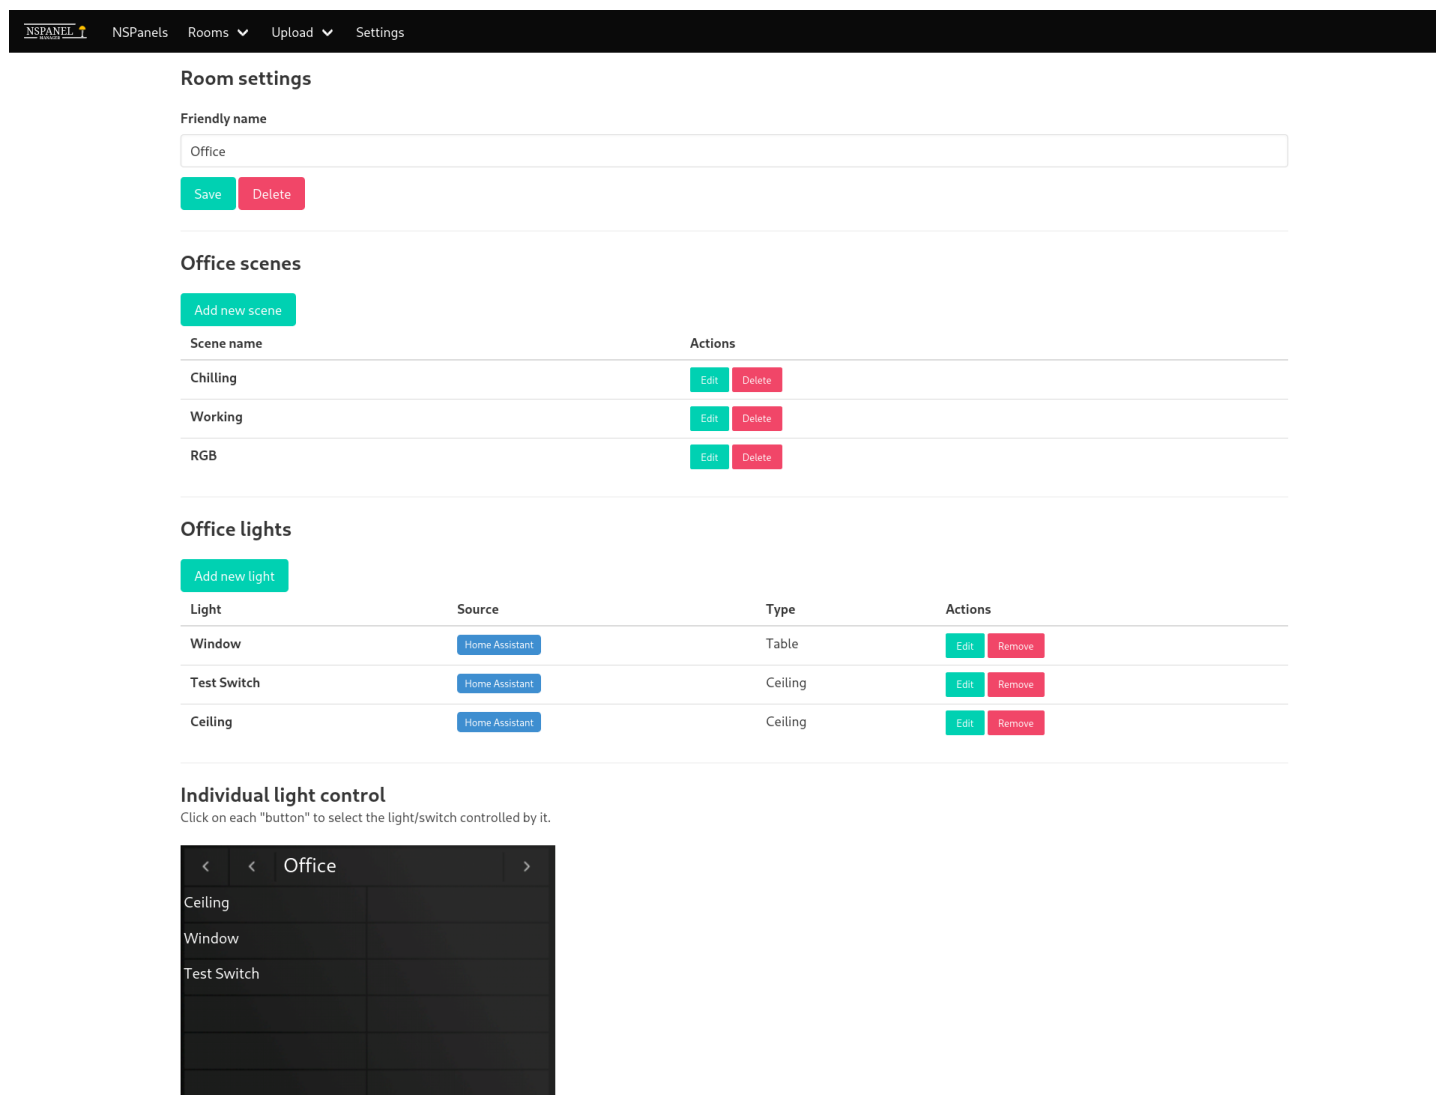 NSPANEL
MANAGER
NSPanels Rooms Upload Settings
Room settings
Friendly name
Office
Save Delete
Office scenes
Add new scene
Scene name Actions
Chilling Edit Delete
Working Edit Delete
RGB Edit Delete
Office lights
Add new light
Light Source Type Actions
Window Home Assistant Table Edit Remove
Test Switch Home Assistant Ceiling Edit Remove
Ceiling Home Assistant Ceiling Edit Remove
Individual light control
Click on each "button" to select the light/switch controlled by it.
Office
Ceiling
Window
Test Switch